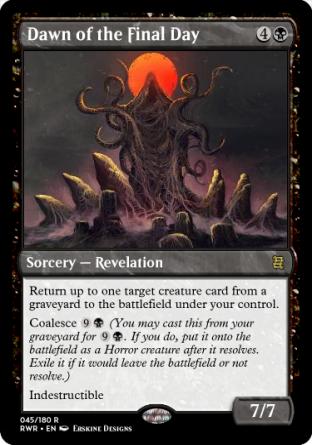 Dawn of the Final Day 4
Sorcery — Revelation
Return up to one target creature card from a
graveyard to the battlefield under your control.
Coalesce 9 (You may cast this from your
graveyard for 9 . If you do, put it onto the
battlefield as a Horror creature after it resolves.
Exile it if it would leave the battlefield or not
resolve.)
Indestructible
7/7
045/180 R
RWR • EN Erskine Designs